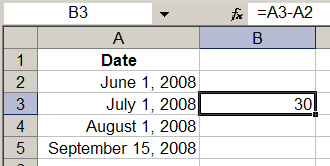 B3 fx =A3-A2
A B
1 Date
2 June 1, 2008
3 July 1, 2008 30
4 August 1, 2008
5 September 15, 2008